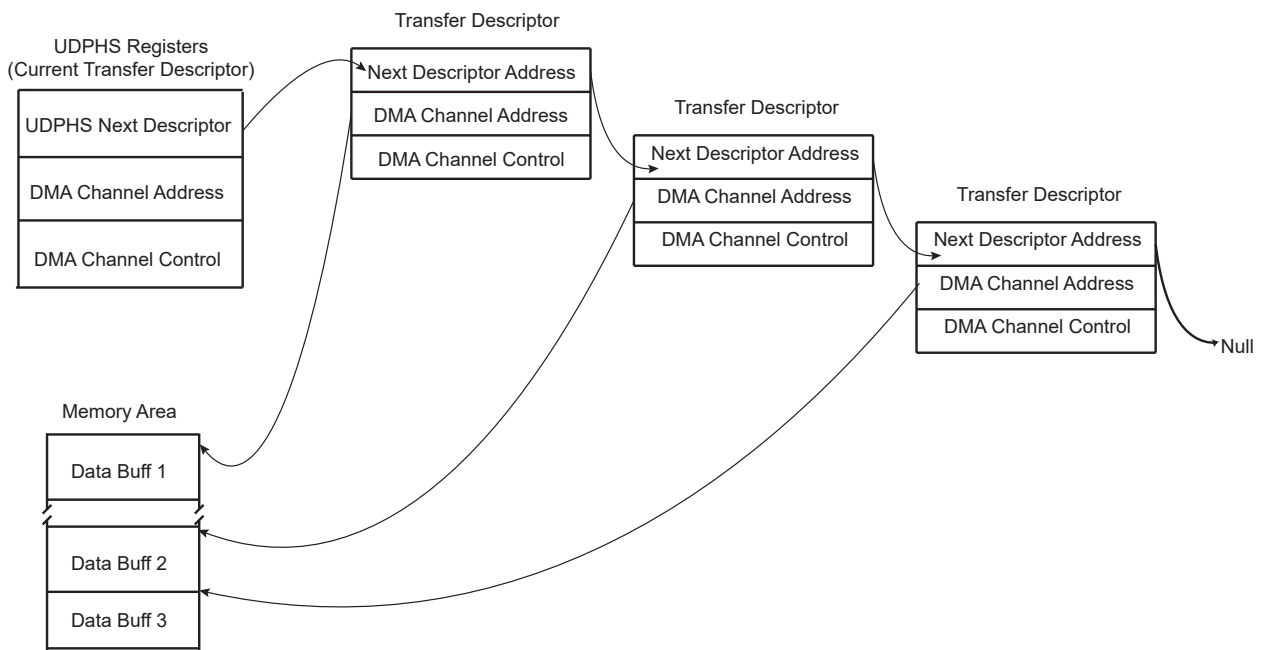 UDPHS Registers
(Current Transfer Descriptor)
UDPHS Next Descriptor
DMA Channel Address
DMA Channel Control
Transfer Descriptor
Next Descriptor Address
DMA Channel Address
DMA Channel Control
Transfer Descriptor
Next Descriptor Address
DMA Channel Address
DMA Channel Control
Transfer Descriptor
Next Descriptor Address
DMA Channel Address
DMA Channel Control
Null
Memory Area
Data Buff 1
Data Buff 2
Data Buff 3